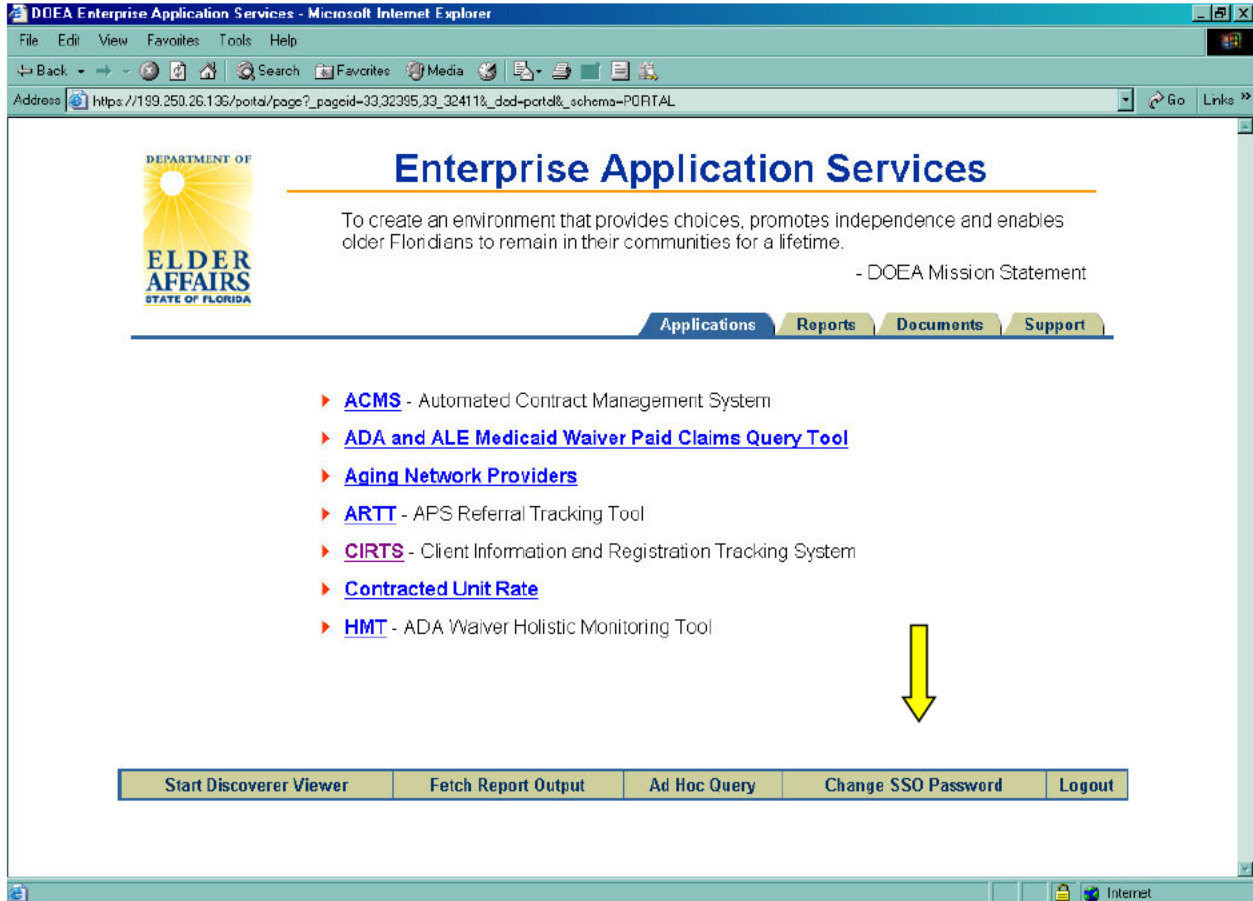 DOEA Enterprise Application Services - Microsoft Internet Explorer
File Edit View Favorites Tools Help
Back Search Favorites Media
Address https://199.250.26.136/portal/page?_pageid=33,32395,33_32411&_dad=portal&_schema=PORTAL Go Links »
DEPARTMENT OF
ELDER
AFFAIRS
STATE OF FLORIDA
Enterprise Application Services
To create an environment that provides choices, promotes independence and enables
older Floridians to remain in their communities for a lifetime.
- DOEA Mission Statement
Applications Reports Documents Support
ACMS - Automated Contract Management System
ADA and ALE Medicaid Waiver Paid Claims Query Tool
Aging Network Providers
ARTT - APS Referral Tracking Tool
CIRTS - Client Information and Registration Tracking System
Contracted Unit Rate
HMT - ADA Waiver Holistic Monitoring Tool
Start Discoverer Viewer Fetch Report Output Ad Hoc Query Change SSO Password Logout
Internet